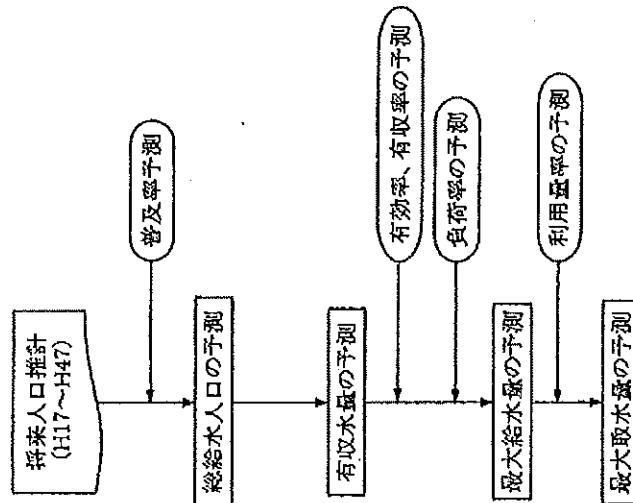 将来人口推計
(H17～H47)
普及率予測
総給水人口の予測
有収水量の予測
有効率、有収率の予測
負荷率の予測
最大給水量の予測
利用量率の予測
最大取水量の予測